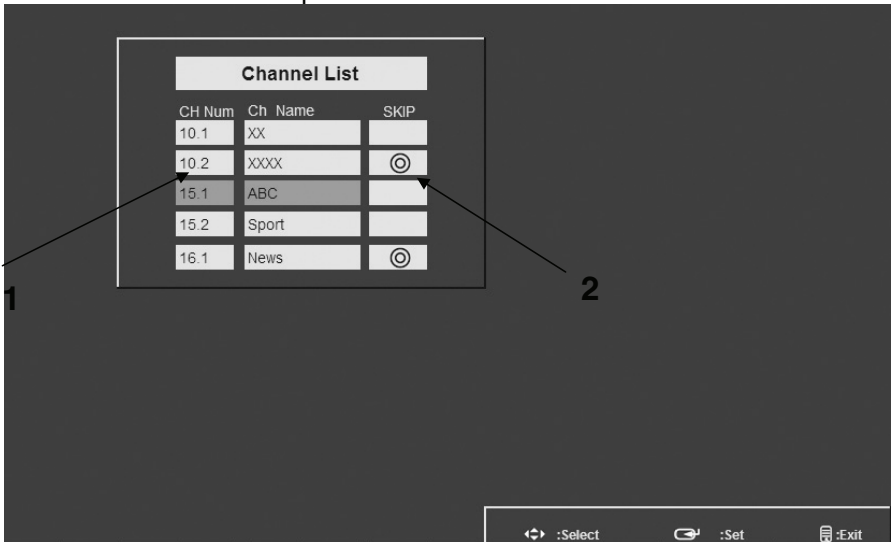 Channel List
CH Num Ch Name SKIP
10.1 XX
10.2 XXXX ◎
15.1 ABC
15.2 Sport
16.1 News ◎
1
2
:Select :Set :Exit